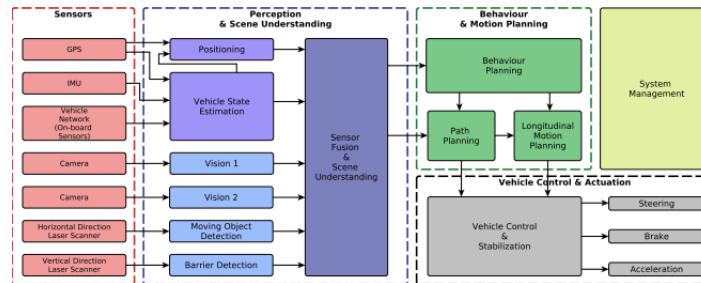 Sensors
GPS
IMU
Vehicle
Network
(On-board
Sensors)
Camera
Camera
Horizontal Direction
Laser Scanner
Vertical Direction
Laser Scanner
Perception
& Scene Understanding
Positioning
Vehicle State
Estimation
Vision 1
Vision 2
Moving Object
Detection
Barrier Detection
Sensor
Fusion
&
Scene
Understanding
Behaviour
& Motion Planning
Behaviour
Planning
Path
Planning
Longitudinal
Motion
Planning
System
Management
Vehicle Control & Actuation
Vehicle Control
&
Stabilization
Steering
Brake
Acceleration